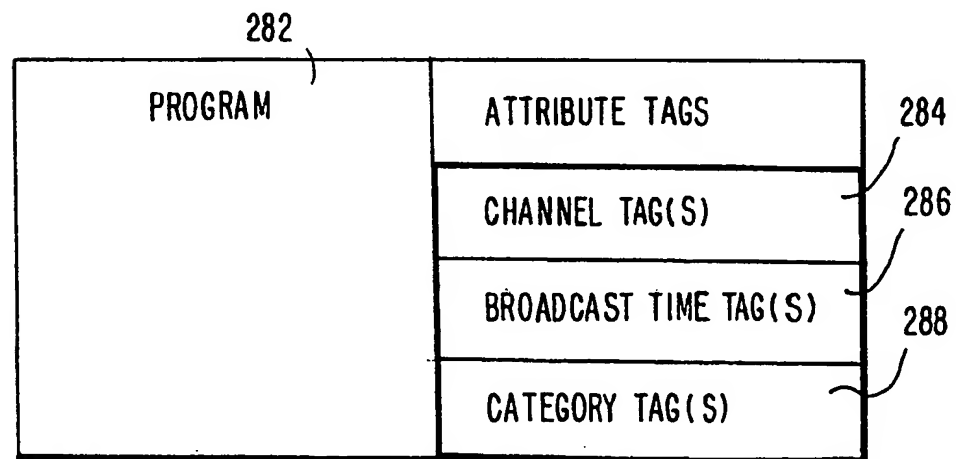 282
PROGRAM
ATTRIBUTE TAGS
284
CHANNEL TAG(S)
286
BROADCAST TIME TAG(S)
288
CATEGORY TAG(S)